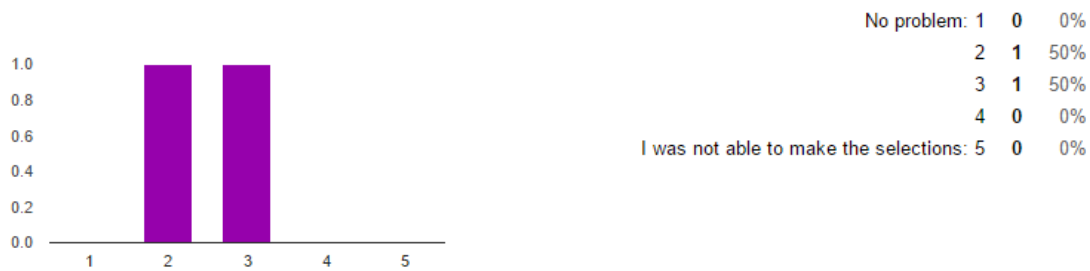 1.0
0.8
0.6
0.4
0.2
0.0
1 2 3 4 5
No problem: 1 0 0%
2 1 50%
3 1 50%
4 0 0%
I was not able to make the selections: 5 0 0%